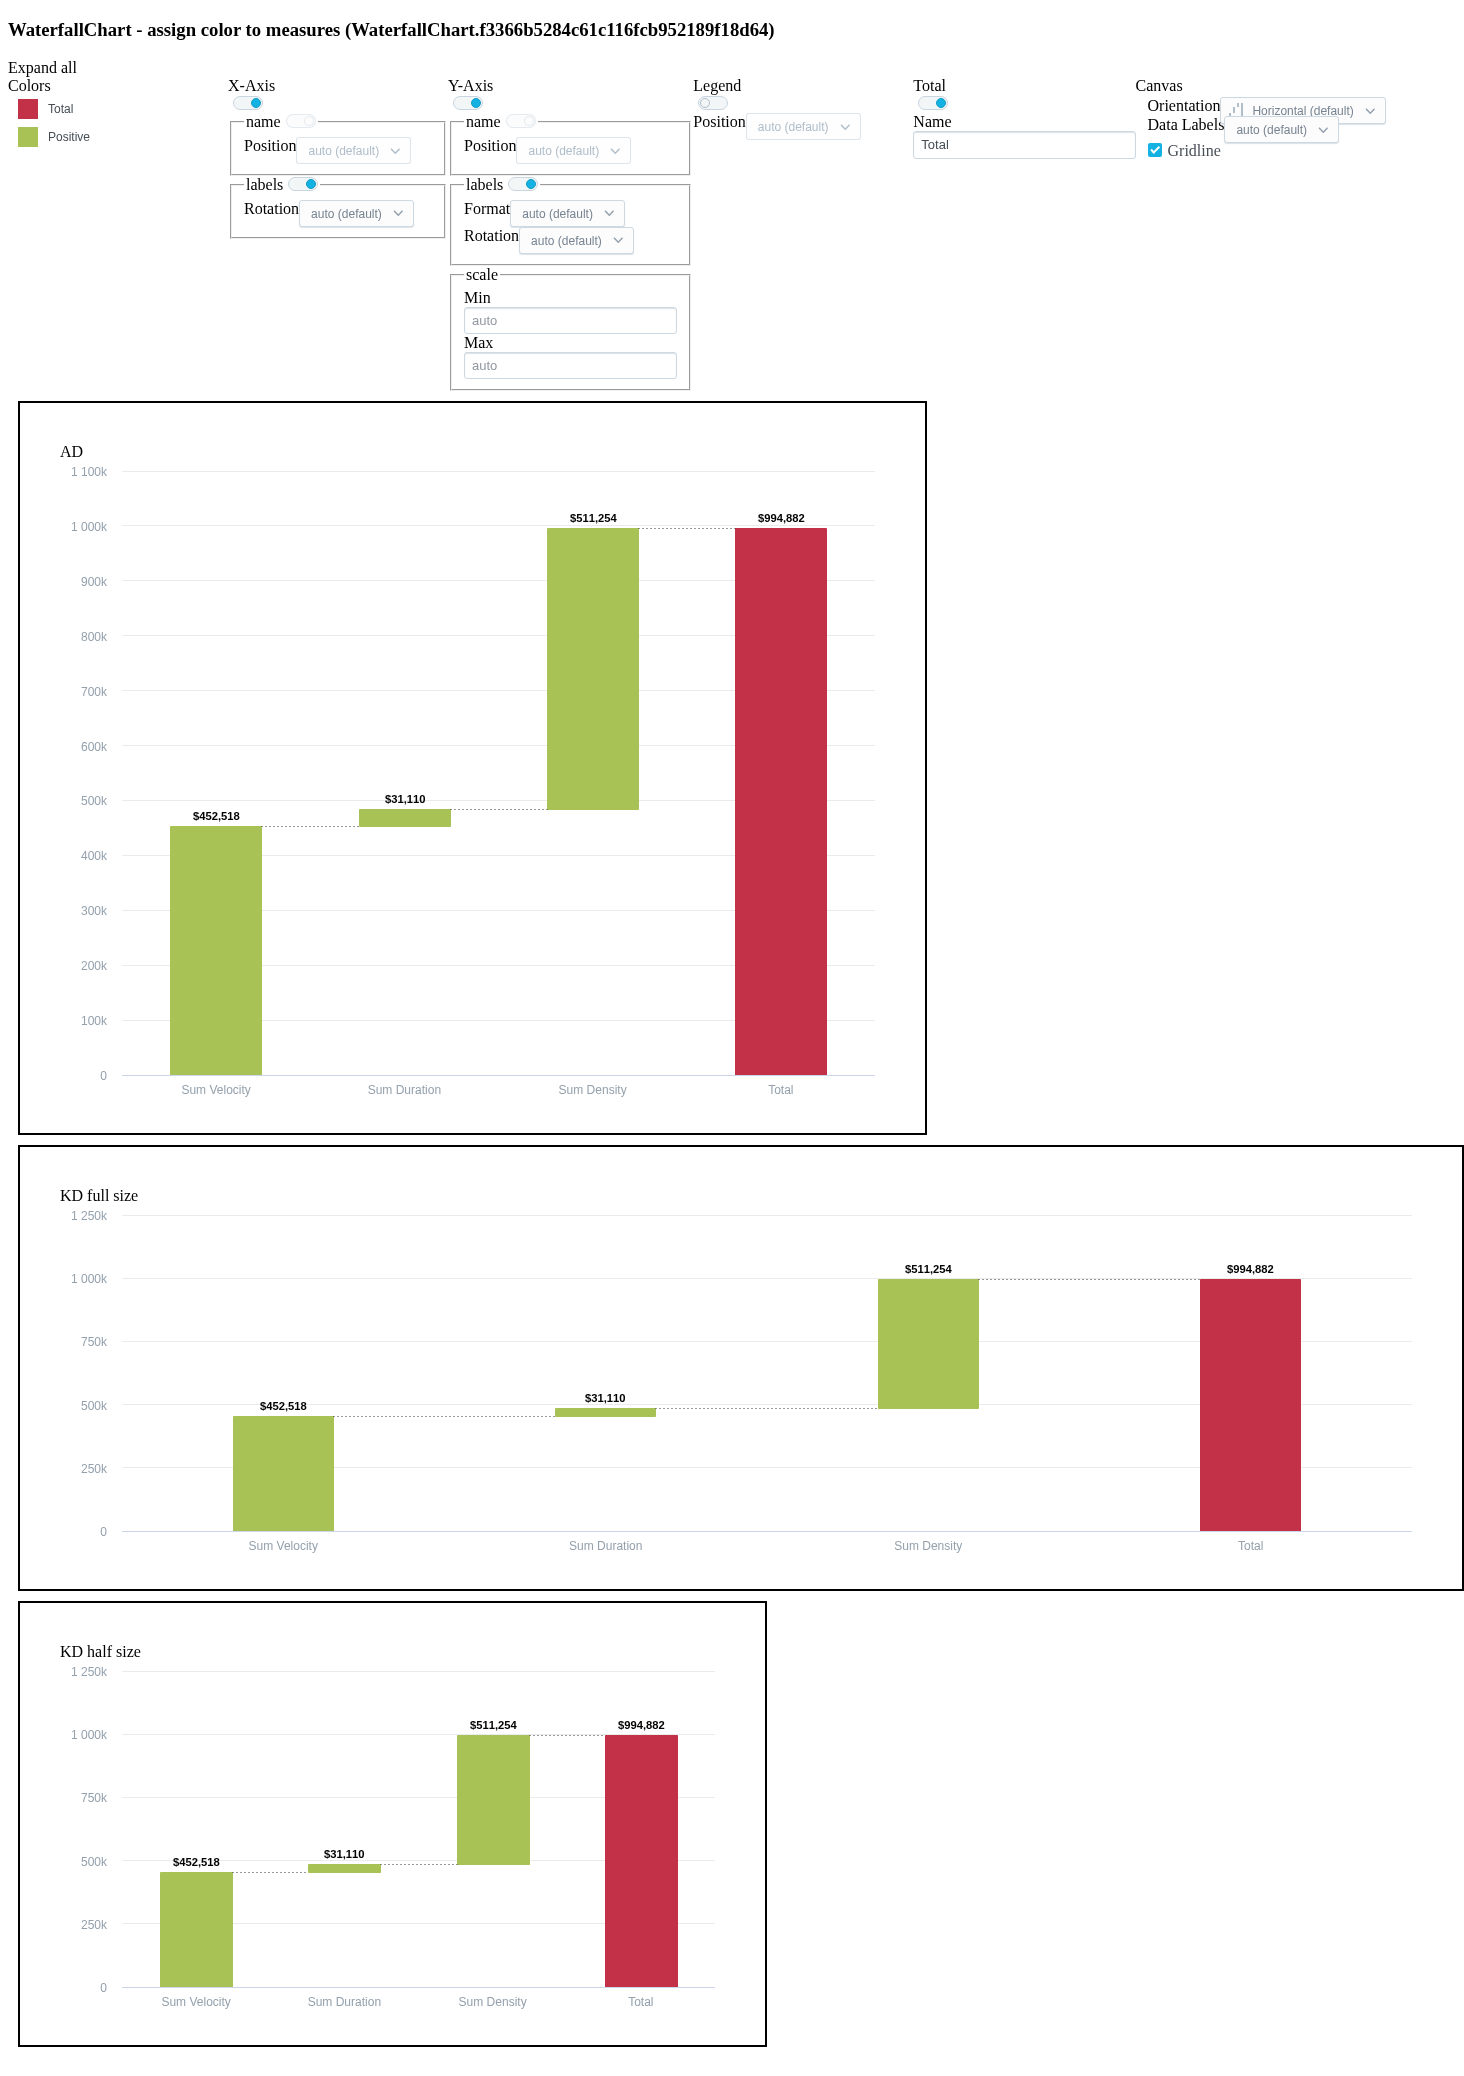 WaterfallChart - assign color to measures (WaterfallChart.f3366b5284c61c116fcb952189f18d64)
Expand all
Colors
Total
Positive
X-Axis
name
Position auto (default)
labels
Rotation auto (default)
Y-Axis
name
Position auto (default)
labels
Format auto (default)
Rotation auto (default)
scale
Min
auto
Max
auto
Legend
Position auto (default)
Total
Name
Total
Canvas
Orientation Horizontal (default)
Data Labels auto (default)
Gridline
AD
1 100k
1 000k
900k
800k
700k
600k
500k
400k
300k
200k
100k
0
$452,518
$31,110
$511,254
$994,882
Sum Velocity
Sum Duration
Sum Density
Total
KD full size
1 250k
1 000k
750k
500k
250k
0
$452,518
$31,110
$511,254
$994,882
Sum Velocity
Sum Duration
Sum Density
Total
KD half size
1 250k
1 000k
750k
500k
250k
0
$452,518
$31,110
$511,254
$994,882
Sum Velocity
Sum Duration
Sum Density
Total